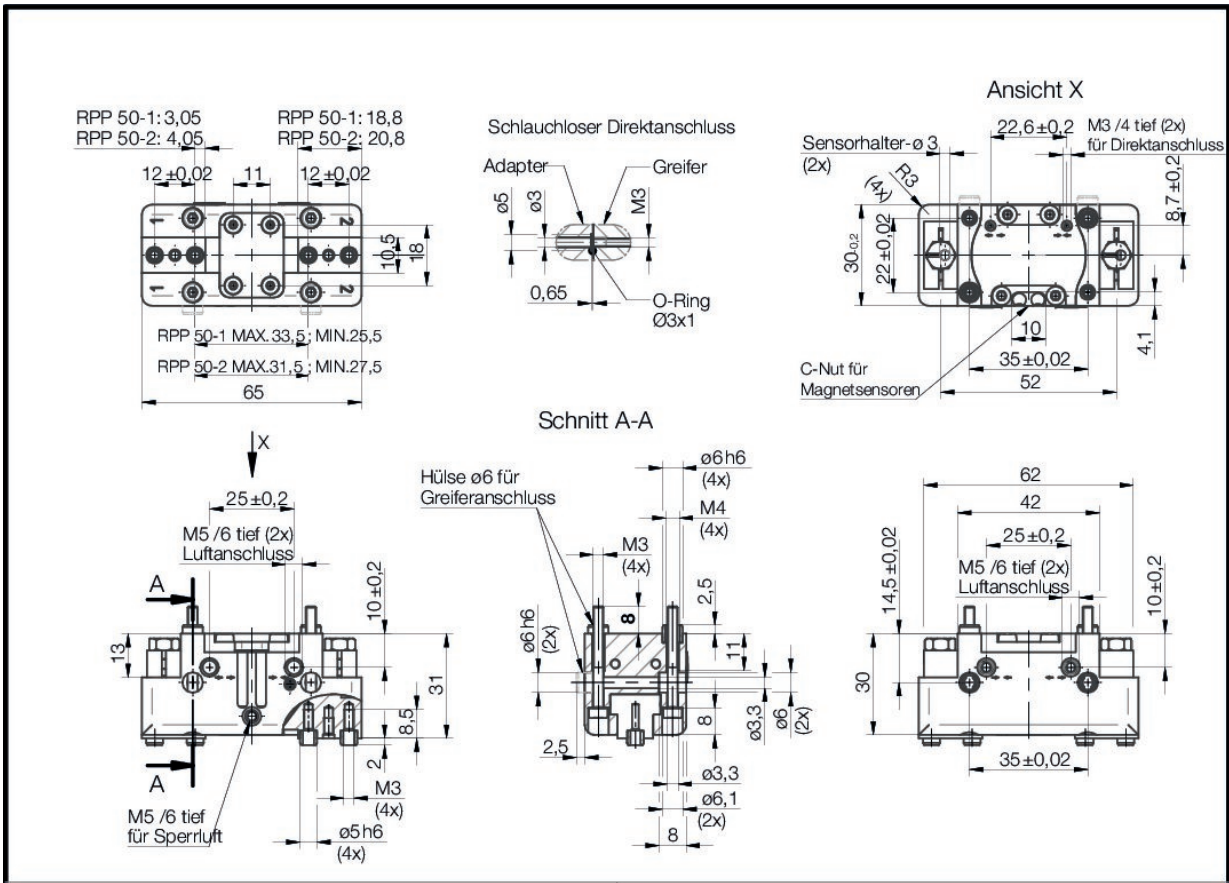 RPP 50-1: 3,05
RPP 50-2: 4,05
RPP 50-1: 18,8
RPP 50-2: 20,8
12 ±0,02
11
12 ±0,02
1
2
1
2
10,5
18
RPP 50-1 MAX.33,5 ; MIN.25,5
RPP 50-2 MAX.31,5 ; MIN.27,5
65
Schlauchloser Direktanschluss
Adapter
Greifer
ø5
ø3
M3
0,65
O-Ring
Ø3x1
Ansicht X
Sensorhalter-ø 3
(2x)
22,6±0,2
M3 /4 tief (2x)
für Direktanschluss
R3
(4x)
30-0,2
22 ±0,02
8,7 ±0,2
4,1
10
35 ±0,02
52
C-Nut für
Magnetsensoren
X
25 ±0,2
M5 /6 tief (2x)
Luftanschluss
A
A
13
10 ±0,2
31
8,5
2
M3
(4x)
ø5 h6
(4x)
M5 /6 tief
für Sperrluft
Schnitt A-A
Hülse ø6 für
Greiferanschluss
ø6 h6
(4x)
M4
(4x)
M3
(4x)
8
2,5
ø6 h6
(2x)
11
ø3,3
ø6
(2x)
8
2,5
ø3,3
ø6,1
(2x)
8
62
42
25 ±0,2
M5 /6 tief (2x)
Luftanschluss
14,5 ±0,02
10 ±0,2
30
35 ±0,02